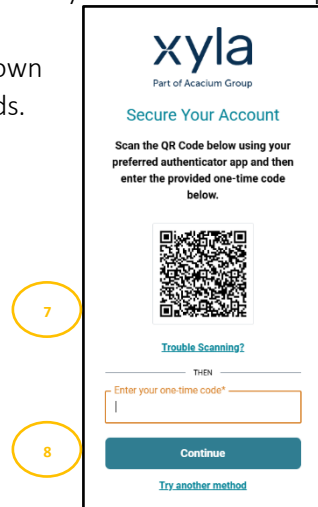 own
ds.
xyla
Part of Acacium Group
Secure Your Account
Scan the QR Code below using your
preferred authenticator app and then
enter the provided one-time code
below.
7
Trouble Scanning?
THEN
Enter your one-time code*
8
Continue
Try another method